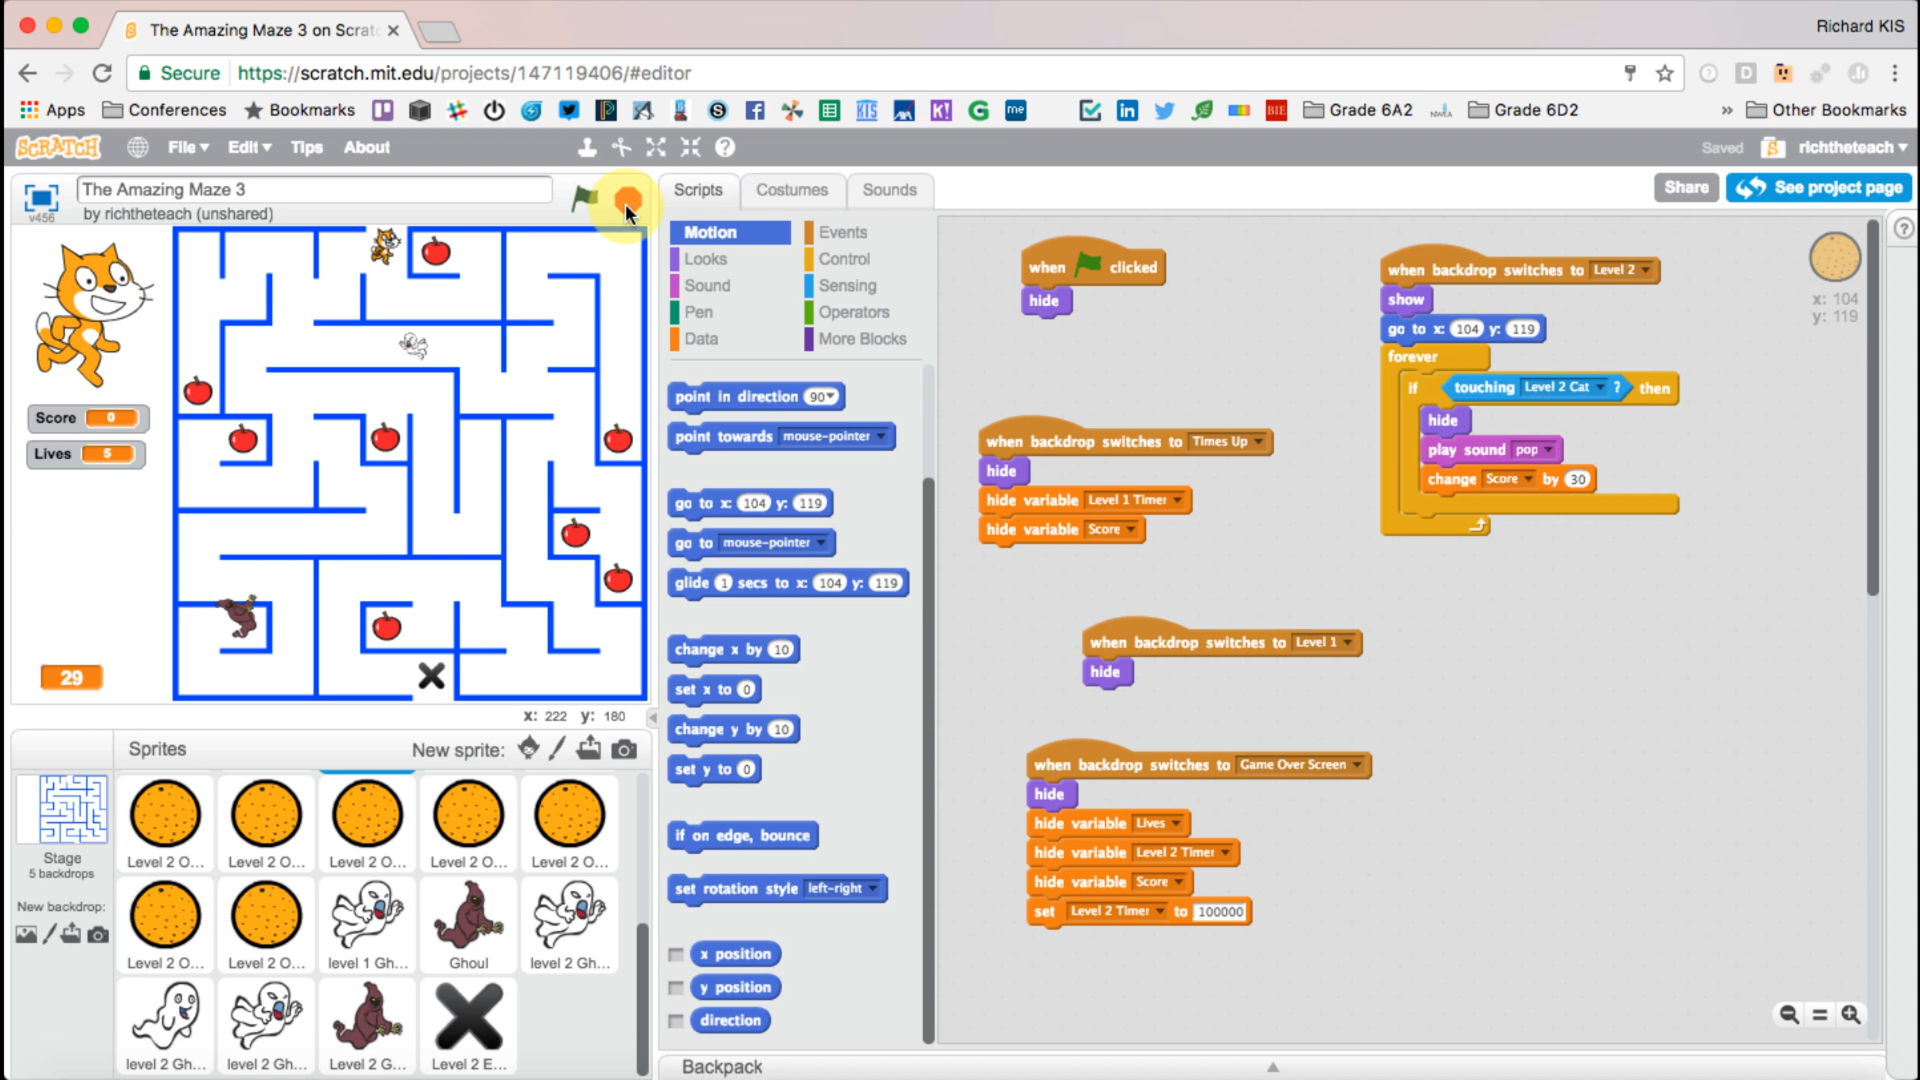 The Amazing Maze 3 on Scratc
Richard KIS
Secure
https://scratch.mit.edu/projects/147119406/#editor
Apps
Conferences
Bookmarks
K!
me
in
BIE
Grade 6A2
Grade 6D2
»
Other Bookmarks
SCRATCH
File
Edit
Tips
About
Saved
richtheteach
v456
The Amazing Maze 3
by richtheteach (unshared)
Scripts
Costumes
Sounds
Share
See project page
Score 0
Lives 5
29
x: 222 y: 180
Motion
Looks
Sound
Pen
Data
Events
Control
Sensing
Operators
More Blocks
point in direction 90
point towards mouse-pointer
go to x: 104 y: 119
go to mouse-pointer
glide 1 secs to x: 104 y: 119
change x by 10
set x to 0
change y by 10
set y to 0
if on edge, bounce
set rotation style left-right
x position
y position
direction
when clicked
hide
when backdrop switches to Times Up
hide
hide variable Level 1 Timer
hide variable Score
when backdrop switches to Level 1
hide
when backdrop switches to Game Over Screen
hide
hide variable Lives
hide variable Level 2 Timer
hide variable Score
set Level 2 Timer to 100000
when backdrop switches to Level 2
show
go to x: 104 y: 119
forever
if touching Level 2 Cat ? then
hide
play sound pop
change Score by 30
x: 104
y: 119
Sprites
New sprite:
Stage
5 backdrops
New backdrop:
Level 2 O...
Level 2 O...
Level 2 O...
Level 2 O...
Level 2 O...
Level 2 O...
Level 2 O...
level 1 Gh...
Ghoul
level 2 Gh...
level 2 Gh...
level 2 Gh...
Level 2 G...
Level 2 E...
Backpack